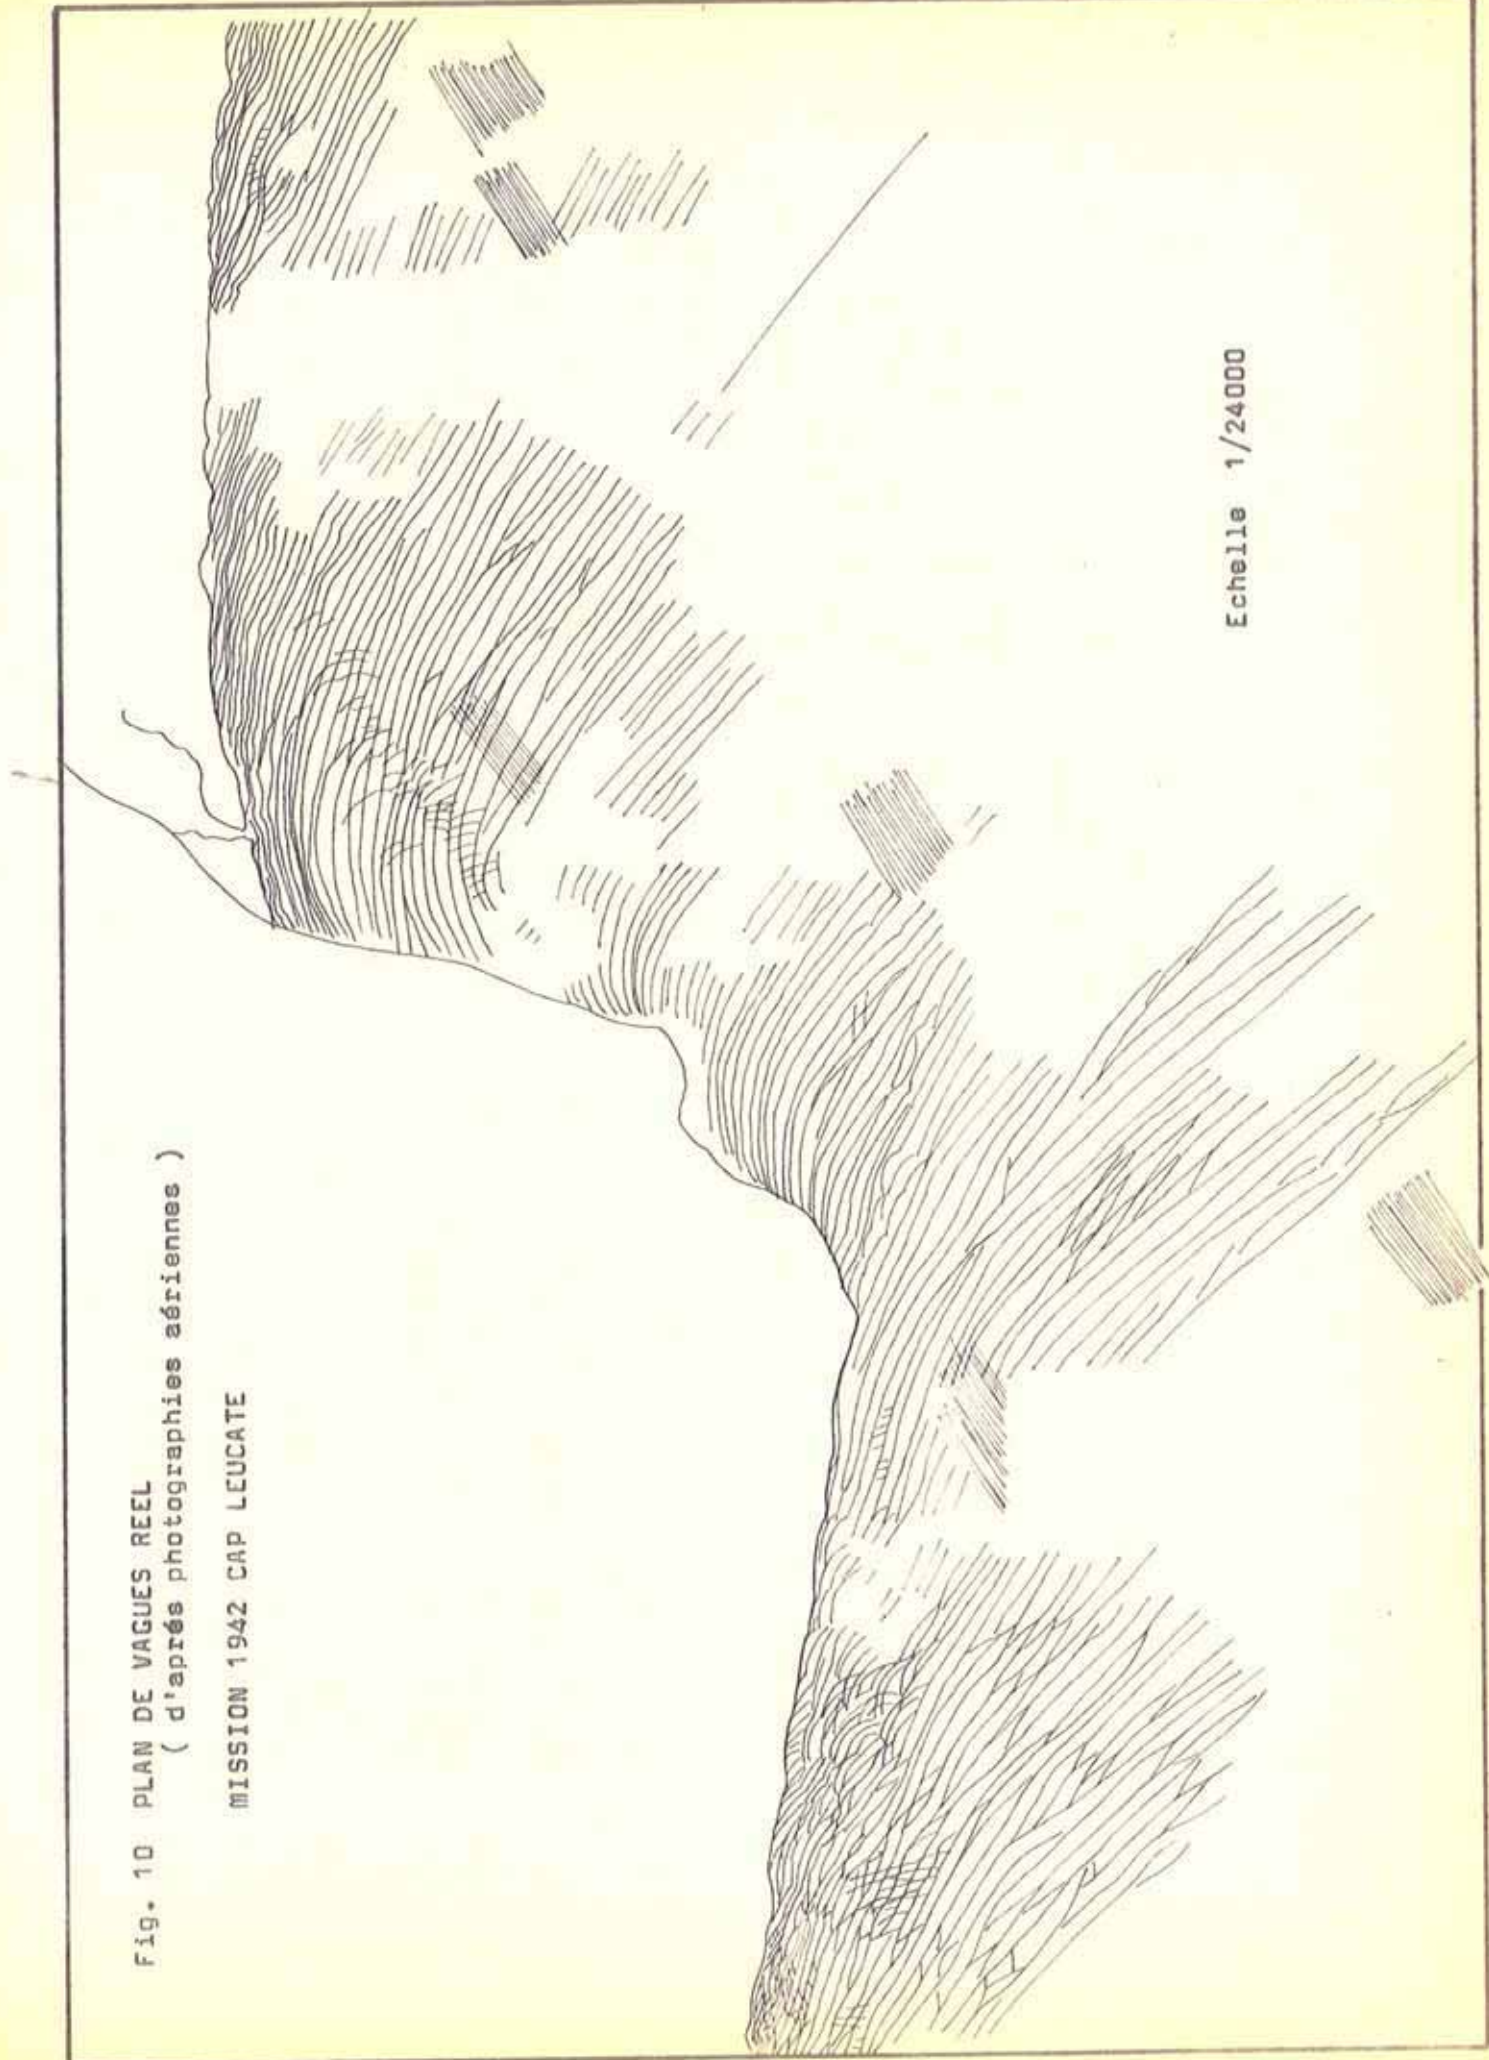 Fig. 10 PLAN DE VAGUES REEL
( d'aprés photographies aériennes )
MISSION 1942 CAP LEUCATE
Echelle 1/24000